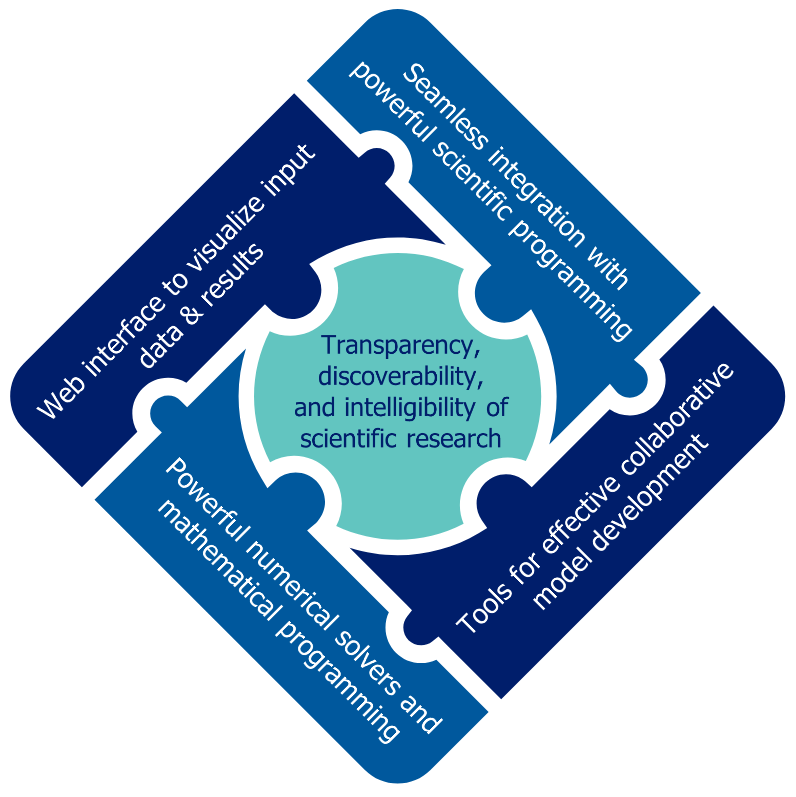 Seamless integration with
powerful scientific programming
Web interface to visualize input
data & results
Transparency,
discoverability,
and intelligibility of
scientific research
Tools for effective collaborative
model development
Powerful numerical solvers and
mathematical programming